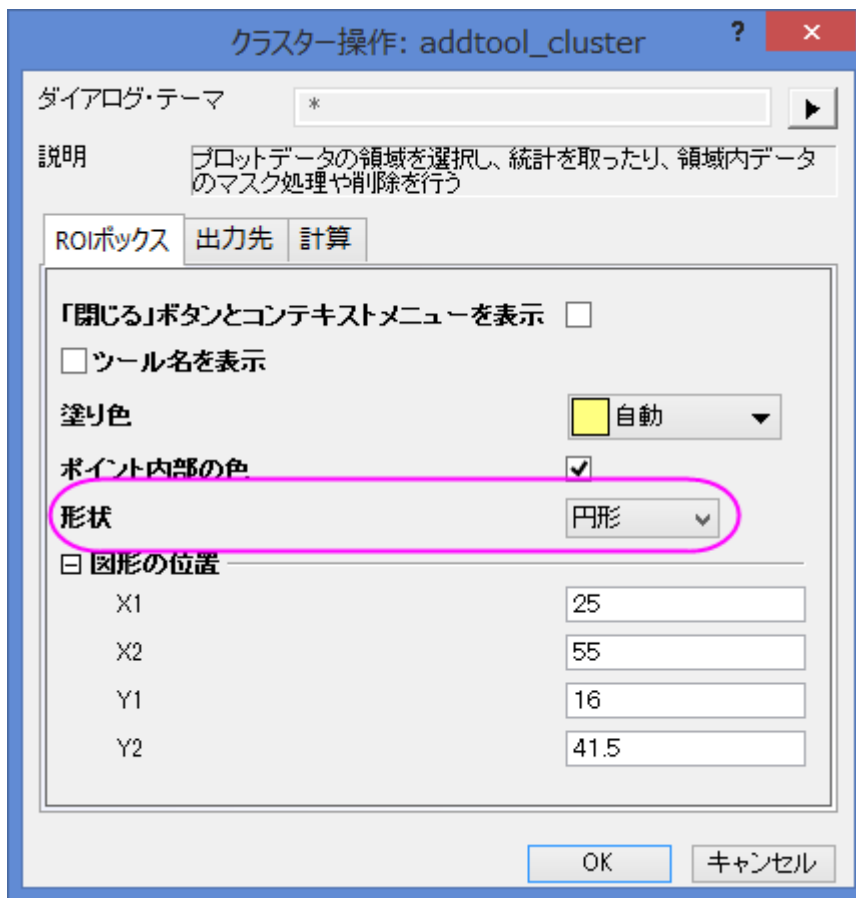 クラスター操作: addtool_cluster
?
×
ダイアログ・テーマ
*
説明
プロットデータの領域を選択し、統計を取ったり、領域内データ
のマスク処理や削除を行う
ROIボックス 出力先 計算
「閉じる」ボタンとコンテキストメニューを表示
ツール名を表示
塗り色 自動
ポイント内部の色
形状 円形
図形の位置
X1 25
X2 55
Y1 16
Y2 41.5
OK キャンセル